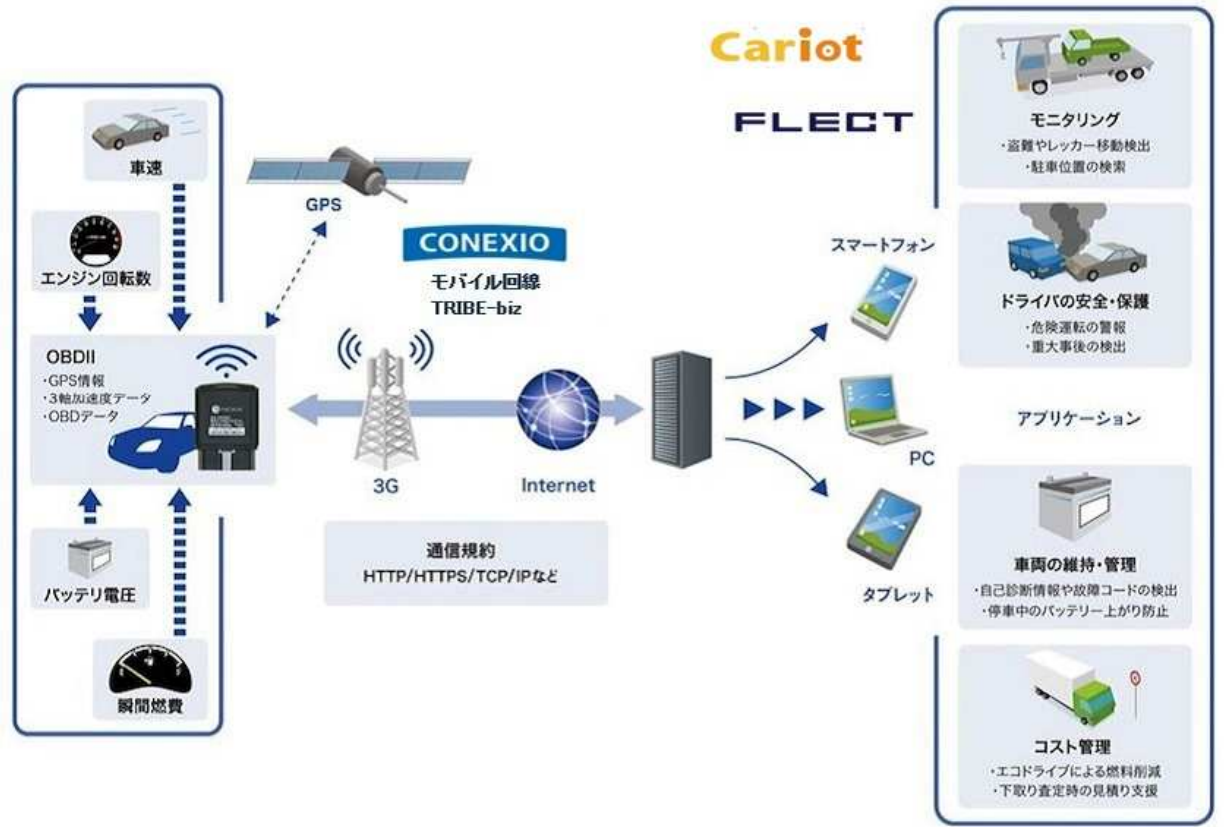 Cariot
FLECT
車速
エンジン回転数
OBDII
・GPS情報
・3軸加速度データ
・OBDデータ
バッテリ電圧
瞬間燃費
GPS
CONEXIO
モバイル回線
TRIBE-biz
3G
Internet
通信規約
HTTP/HTTPS/TCP/IPなど
スマートフォン
PC
タブレット
モニタリング
・盗難やレッカー移動検出
・駐車位置の検索
ドライバの安全・保護
・危険運転の警報
・重大事後の検出
アプリケーション
車両の維持・管理
・自己診断情報や故障コードの検出
・停車中のバッテリー上がり防止
コスト管理
・エコドライブによる燃料削減
・下取り査定時の見積り支援